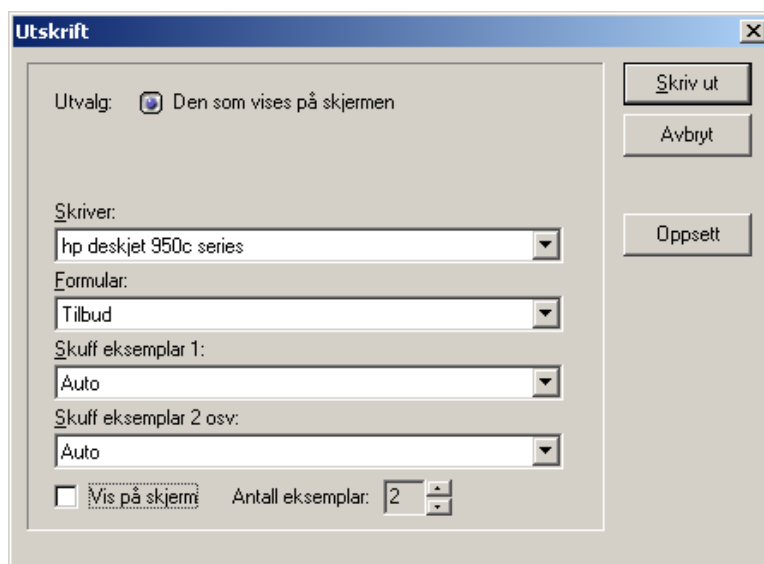 Utskrift
Utvalg: Den som vises på skjermen
Skriv ut
Avbryt
Oppsett
Skriver:
hp deskjet 950c series
Formular:
Tilbud
Skuff eksemplar 1:
Auto
Skuff eksemplar 2 osv:
Auto
Vis på skjerm Antall eksemplar: 2